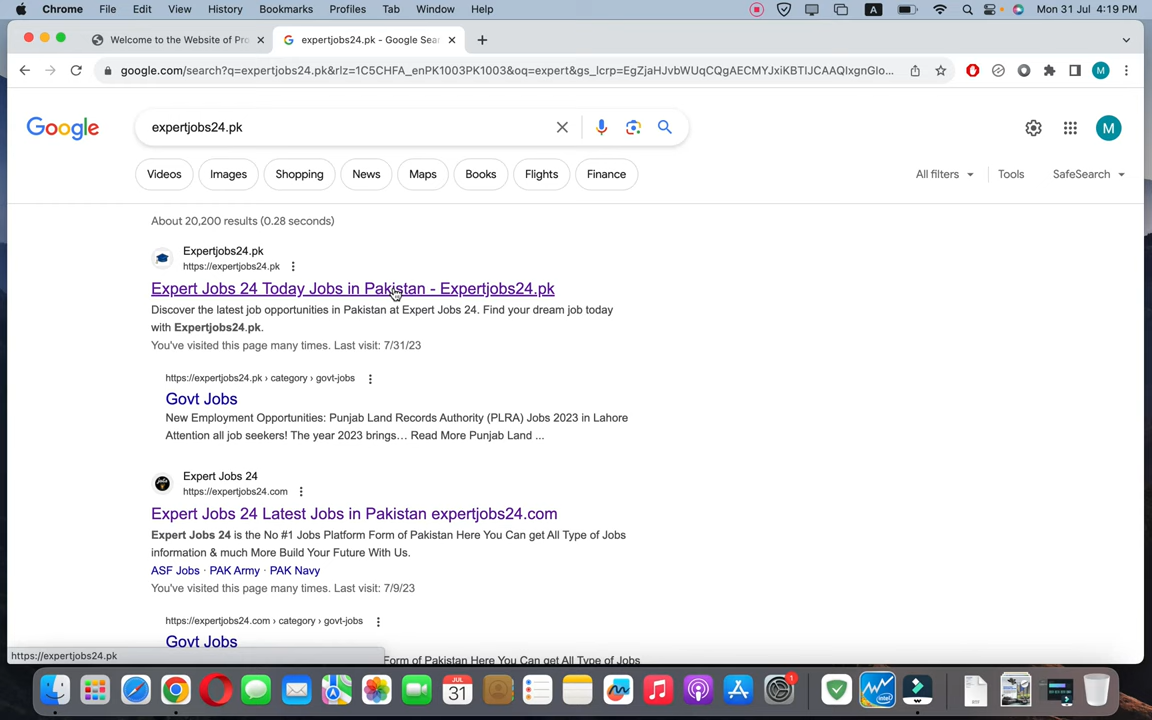 Chrome File Edit View History Bookmarks Profiles Tab Window Help A Mon 31 Jul 4:19 PM
Welcome to the Website of Pro expertjobs24.pk - Google Sear
google.com/search?q=expertjobs24.pk&rlz=1C5CHFA_enPK1003PK1003&oq=expert&gs_lcrp=EgZjaHJvbWUqCQgAECMYJxiKBTIJCAAQIxgnGIo... M
Google expertjobs24.pk M
Videos Images Shopping News Maps Books Flights Finance All filters Tools SafeSearch
About 20,200 results (0.28 seconds)
Expertjobs24.pk
https://expertjobs24.pk
Expert Jobs 24 Today Jobs in Pakistan - Expertjobs24.pk
Discover the latest job opportunities in Pakistan at Expert Jobs 24. Find your dream job today
with Expertjobs24.pk.
You've visited this page many times. Last visit: 7/31/23
https://expertjobs24.pk › category › govt-jobs
Govt Jobs
New Employment Opportunities: Punjab Land Records Authority (PLRA) Jobs 2023 in Lahore
Attention all job seekers! The year 2023 brings… Read More Punjab Land ...
Expert Jobs 24
https://expertjobs24.com
Expert Jobs 24 Latest Jobs in Pakistan expertjobs24.com
Expert Jobs 24 is the No #1 Jobs Platform Form of Pakistan Here You Can get All Type of Jobs
information & much More Build Your Future With Us.
ASF Jobs · PAK Army · PAK Navy
You've visited this page many times. Last visit: 7/9/23
https://expertjobs24.com › category › govt-jobs
Govt Jobs
Form of Pakistan Here You Can get All Type of Jobs
https://expertjobs24.pk
JUL
31
1
intel